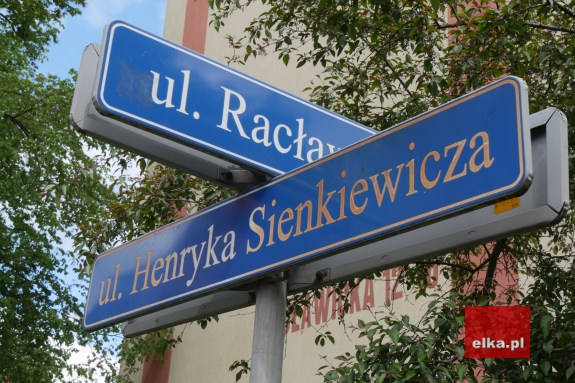 ul. Racła
ul. Henryka Sienkiewicza
elka.pl